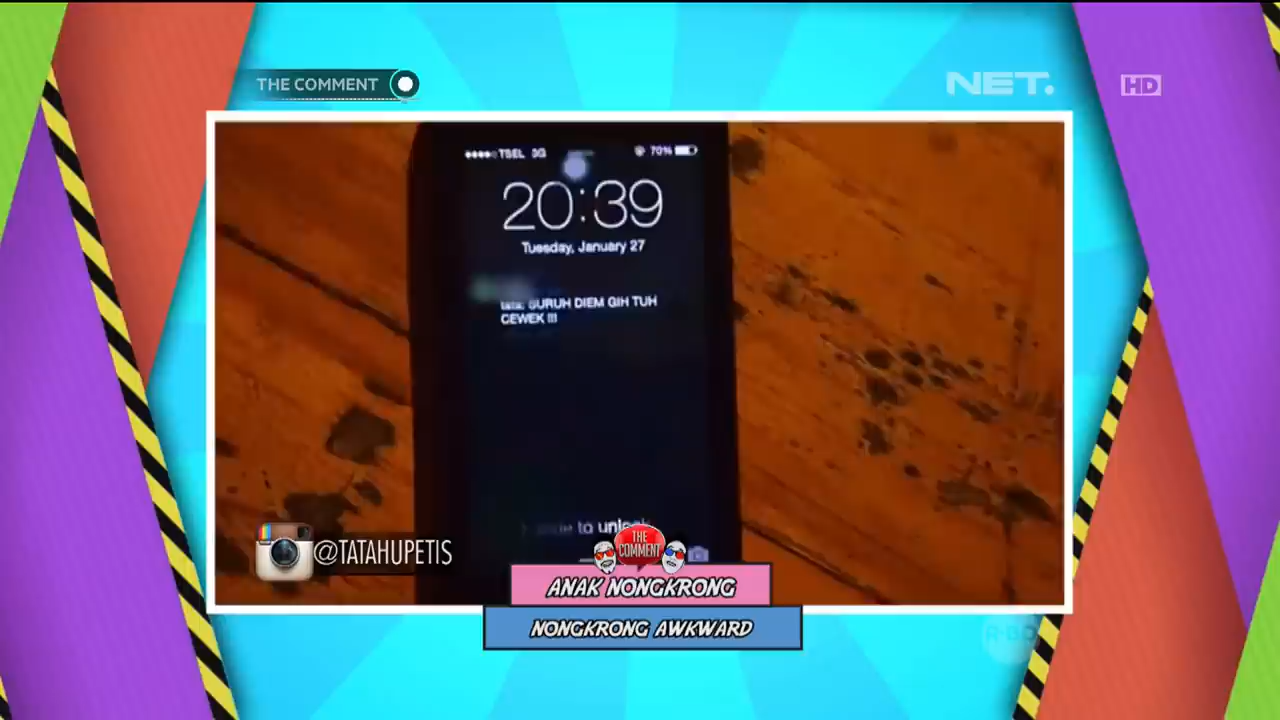 THE COMMENT
NET.
HD
TSEL 3G
70%
20:39
Tuesday, January 27
tata: SURUH DIEM GIH TUH
CEWEK !!!
to unlock
@TATAHUPETIS
THE
COMMENT
ANAK NONGKRONG
NONGKRONG AWKWARD